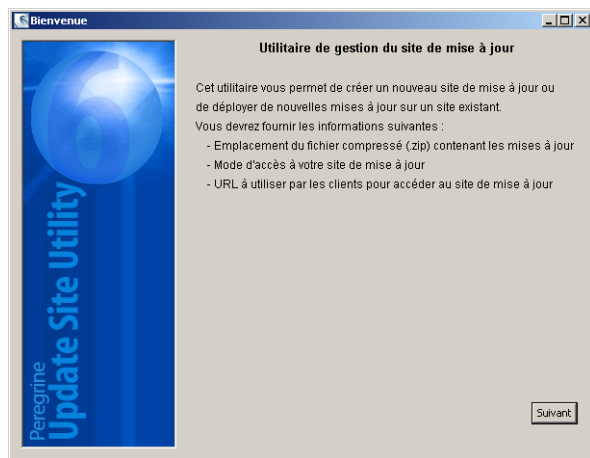 Bienvenue
Utilitaire de gestion du site de mise à jour
Cet utilitaire vous permet de créer un nouveau site de mise à jour ou
de déployer de nouvelles mises à jour sur un site existant.
Vous devrez fournir les informations suivantes :
- Emplacement du fichier compressé (.zip) contenant les mises à jour
- Mode d'accès à votre site de mise à jour
- URL à utiliser par les clients pour accéder au site de mise à jour
6
Peregrine
Update Site Utility
Suivant